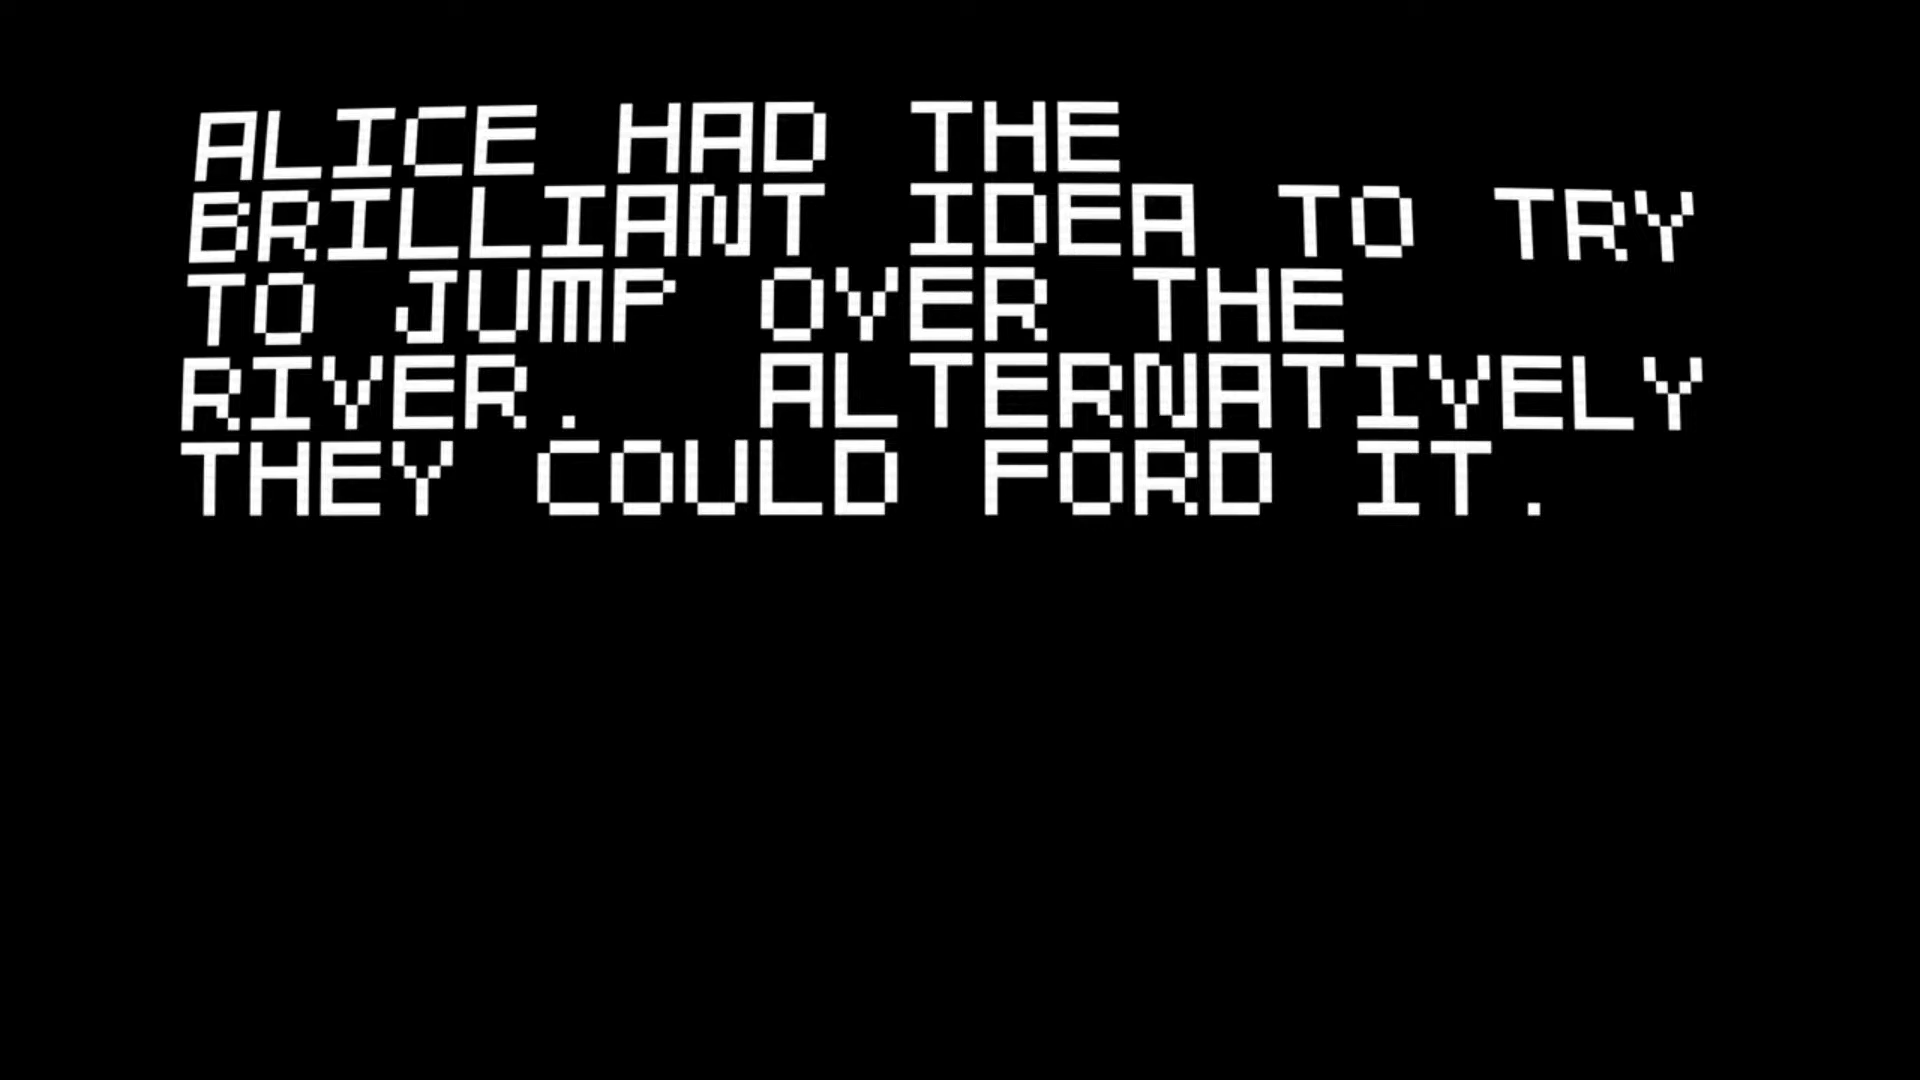 ALICE HAD THE
BRILLIANT IDEA TO TRY
TO JUMP OVER THE
RIVER.  ALTERNATIVELY
THEY COULD FORD IT.